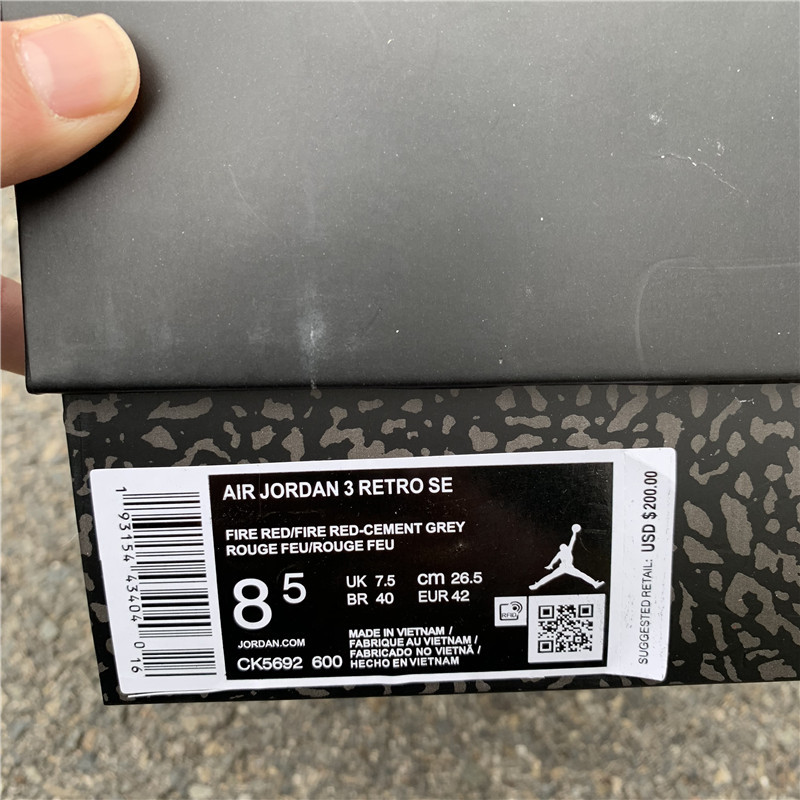 AIR JORDAN 3 RETRO SE
FIRE RED/FIRE RED-CEMENT GREY
ROUGE FEU/ROUGE FEU
8 5
UK 7.5 cm 26.5
BR 40 EUR 42
RFID
JORDAN.COM
CK5692 600
MADE IN VIETNAM /
FABRIQUE AU VIETNAM /
FABRICADO NO VIETNÃ /
HECHO EN VIETNAM
1 93154 43404 016
SUGGESTED RETAIL: USD $200.00